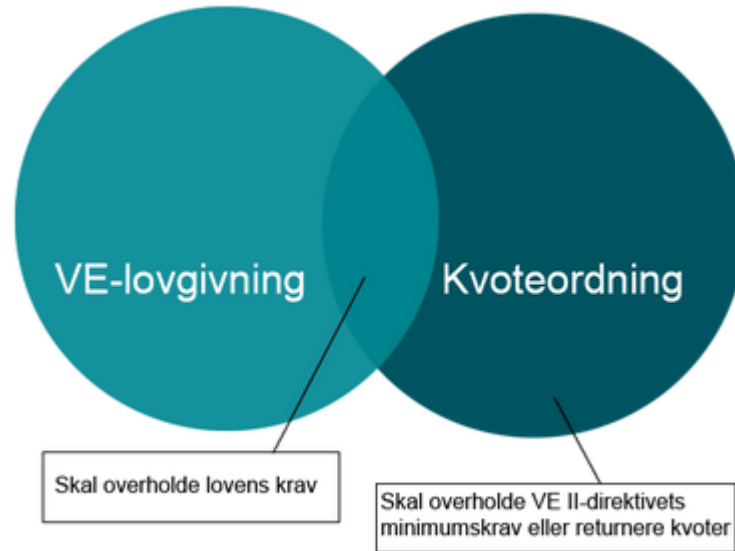 VE-lovgivning
Kvoteordning
Skal overholde lovens krav
Skal overholde VE II-direktivets
minimumskrav eller returnere kvoter